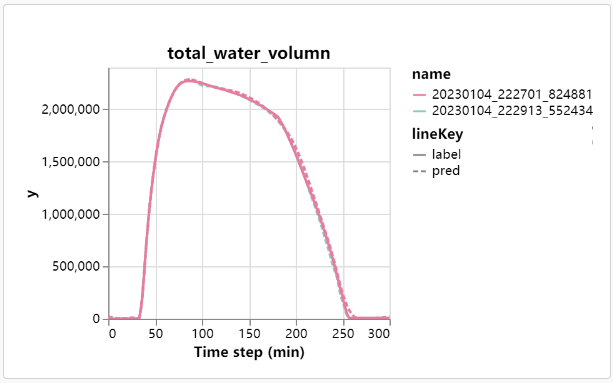 total_water_volumn
name
20230104_222701_824881
20230104_222913_552434
lineKey
label
pred
y
2,000,000
1,500,000
1,000,000
500,000
0
0 50 100 150 200 250 300
Time step (min)